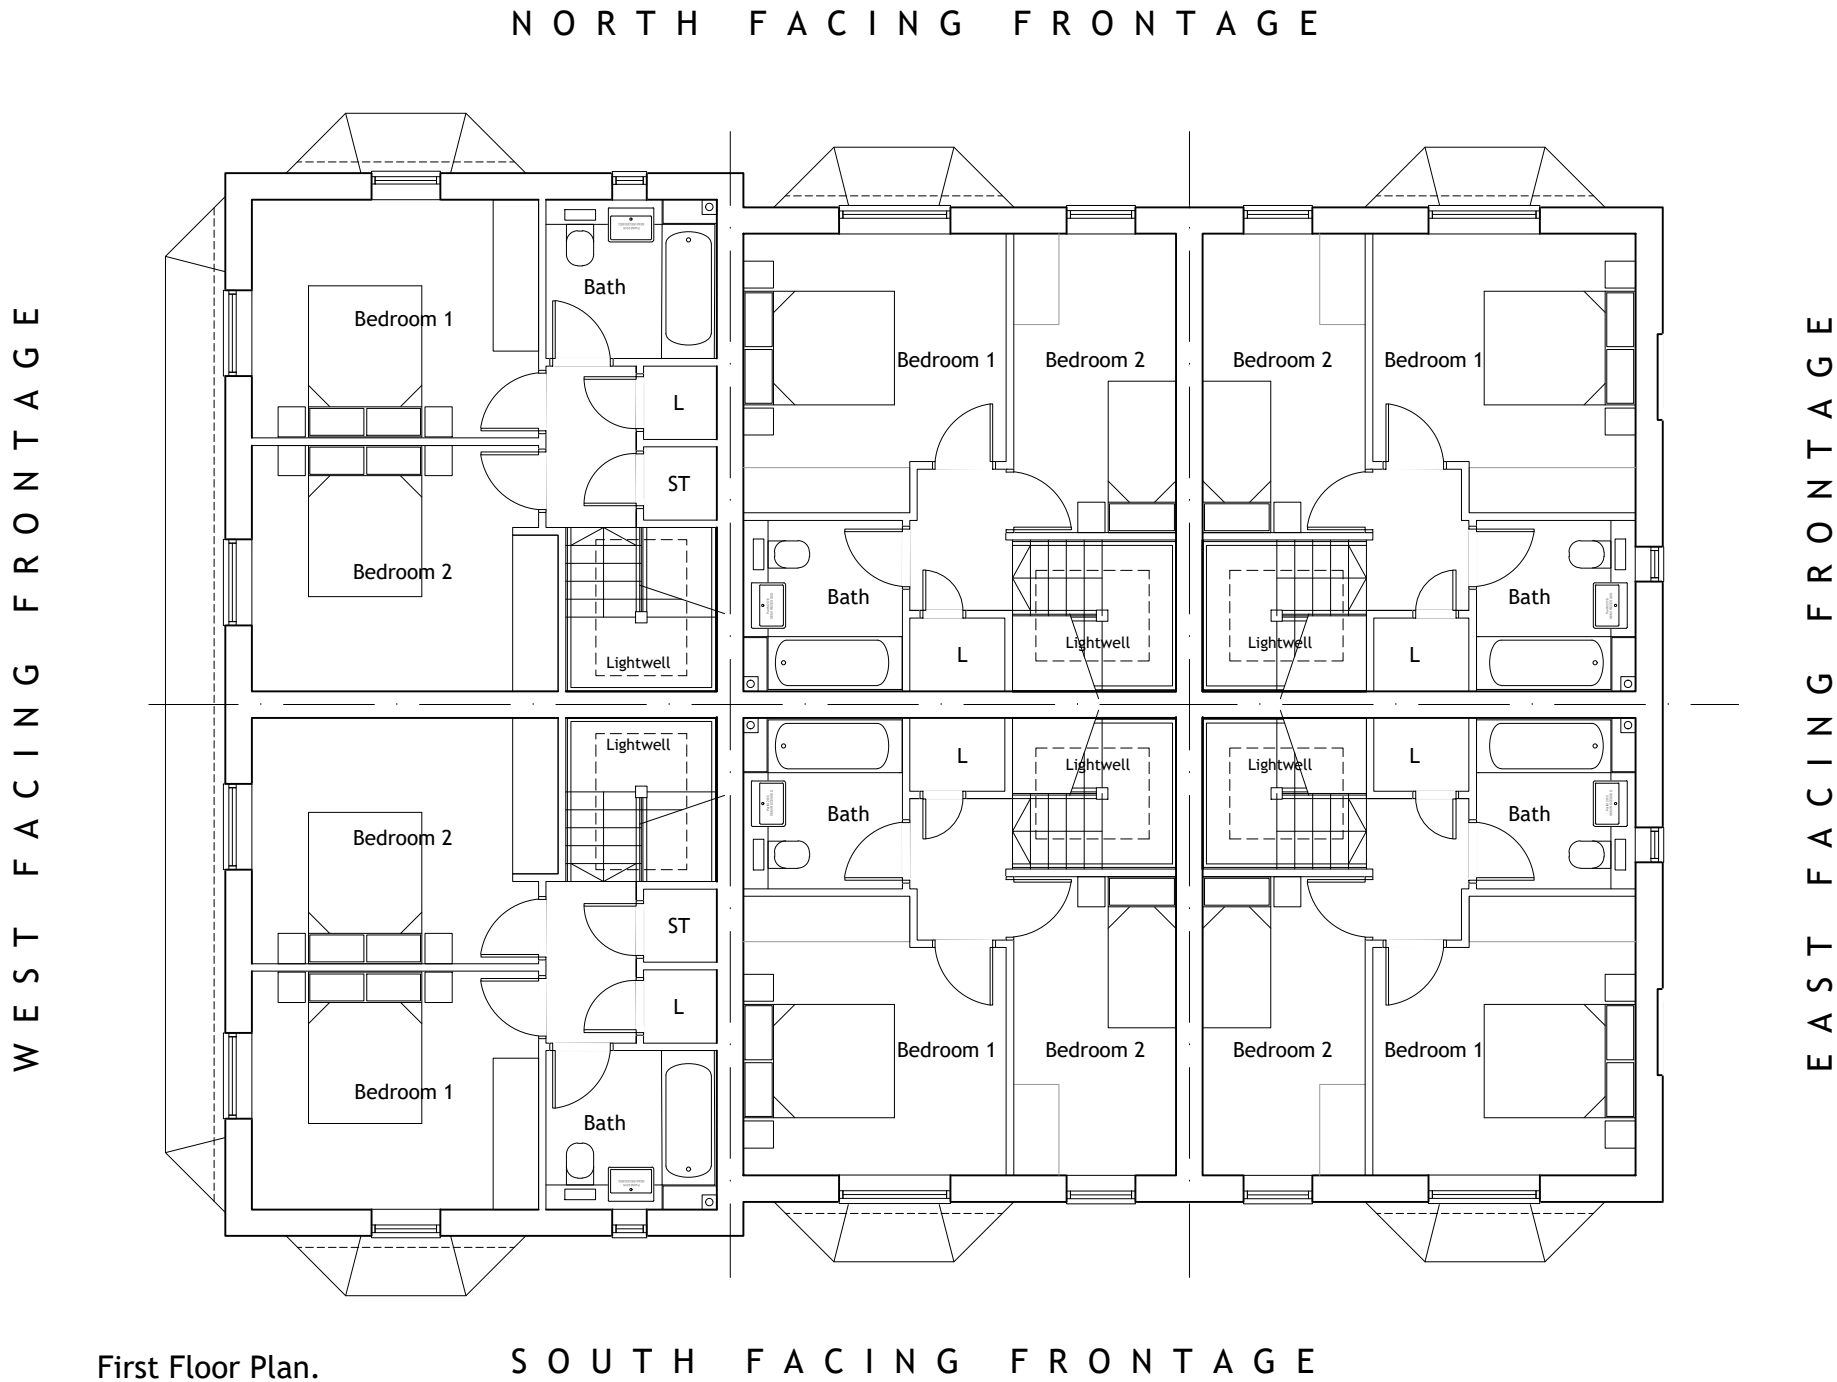 NORTH FACING FRONTAGE
WEST FACING FRONTAGE
EAST FACING FRONTAGE
Bath
Bedroom 1
L
Bedroom 1
Bedroom 2
Bedroom 2
Bedroom 1
ST
Bedroom 2
Lightwell
Bath
L
Lightwell
Lightwell
L
Bath
Lightwell
Bedroom 2
ST
L
Bedroom 1
Bath
Bath
L
Lightwell
Lightwell
L
Bath
Bedroom 1
Bedroom 2
Bedroom 2
Bedroom 1
First Floor Plan.
SOUTH FACING FRONTAGE